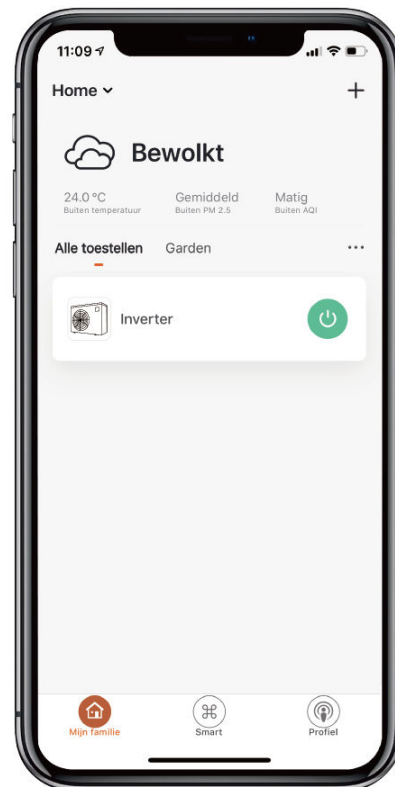 11:09
Home
Bewolkt
24.0 °C Gemiddeld Matig
Buiten temperatuur Buiten PM 2.5 Buiten AQI
Alle toestellen Garden
Inverter
Mijn familie Smart Profiel